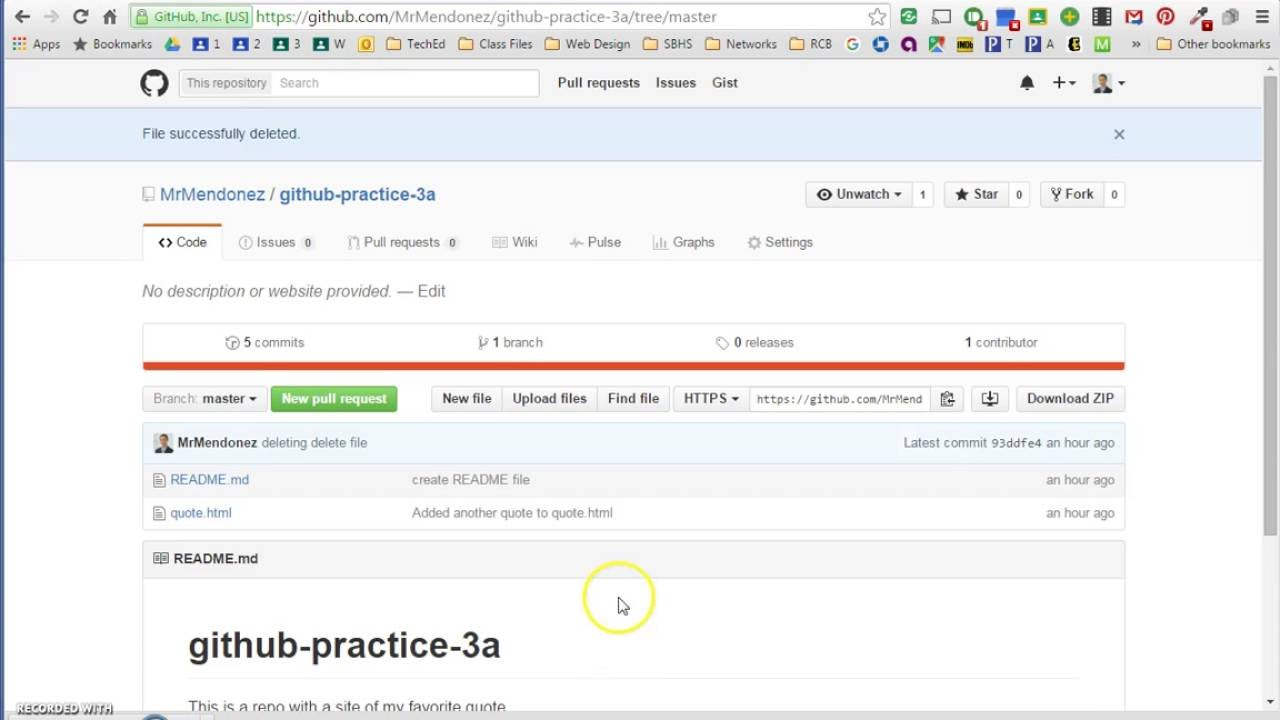 GitHub, Inc. [US] https://github.com/MrMendonez/github-practice-3a/tree/master
Apps Bookmarks 1 2 3 W TechEd Class Files Web Design SBHS Networks RCB T A » Other bookmarks
This repository Search Pull requests Issues Gist
File successfully deleted.
MrMendonez / github-practice-3a Unwatch 1 Star 0 Fork 0
Code Issues 0 Pull requests 0 Wiki Pulse Graphs Settings
No description or website provided. — Edit
5 commits 1 branch 0 releases 1 contributor
Branch: master New pull request New file Upload files Find file HTTPS https://github.com/MrMend Download ZIP
MrMendonez deleting delete file Latest commit 93ddfe4 an hour ago
README.md create README file an hour ago
quote.html Added another quote to quote.html an hour ago
README.md
github-practice-3a
This is a repo with a site of my favorite quote
RECORDED WITH